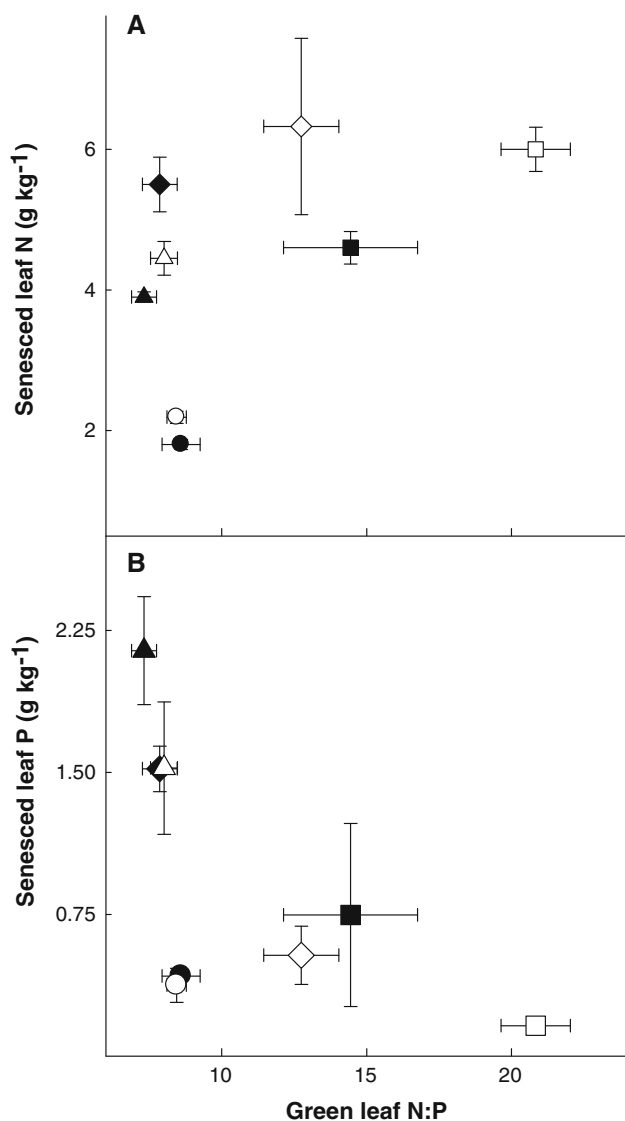 A
Senesced leaf N (g kg-1)
6
4
2
B
Senesced leaf P (g kg-1)
2.25
1.50
0.75
10 15 20
Green leaf N:P